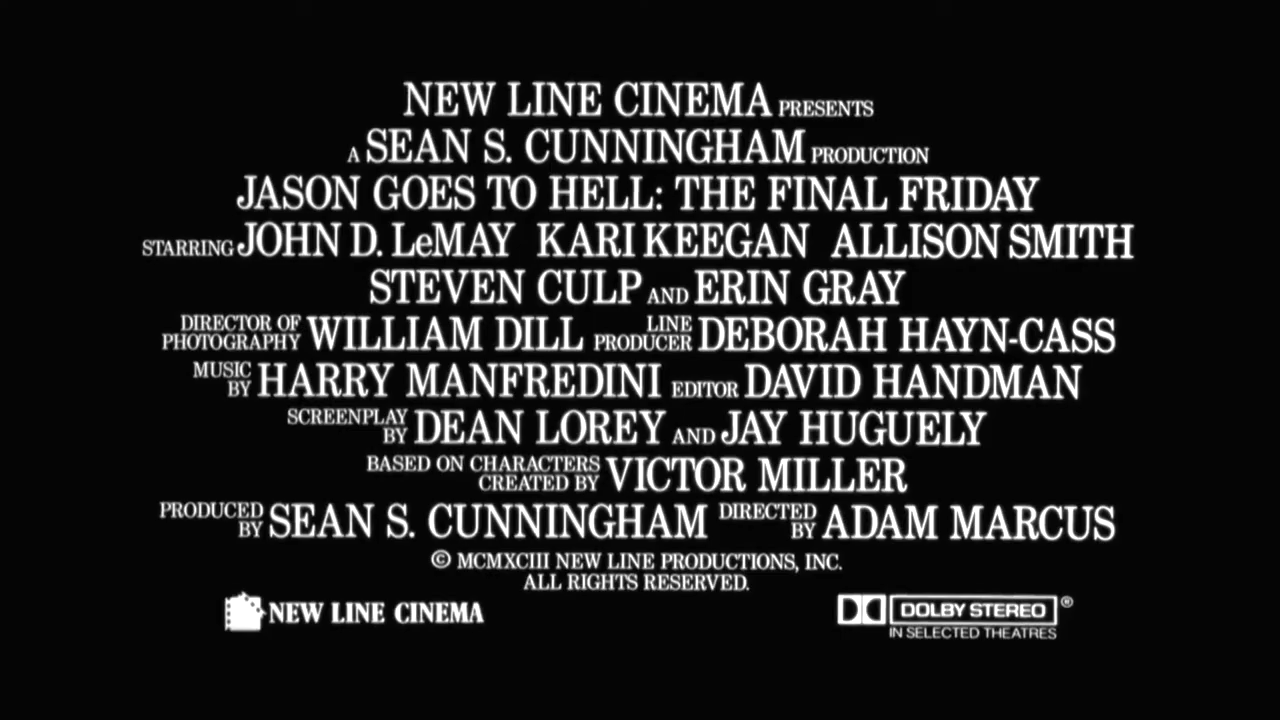 NEW LINE CINEMA PRESENTS
A SEAN S. CUNNINGHAM PRODUCTION
JASON GOES TO HELL: THE FINAL FRIDAY
STARRING JOHN D. LeMAY KARI KEEGAN ALLISON SMITH
STEVEN CULP AND ERIN GRAY
DIRECTOR OF PHOTOGRAPHY WILLIAM DILL LINE PRODUCER DEBORAH HAYN-CASS
MUSIC BY HARRY MANFREDINI EDITOR DAVID HANDMAN
SCREENPLAY BY DEAN LOREY AND JAY HUGUELY
BASED ON CHARACTERS CREATED BY VICTOR MILLER
PRODUCED BY SEAN S. CUNNINGHAM DIRECTED BY ADAM MARCUS
© MCMXCIII NEW LINE PRODUCTIONS, INC.
ALL RIGHTS RESERVED.
NEW LINE CINEMA
DOLBY STEREO ®
IN SELECTED THEATRES